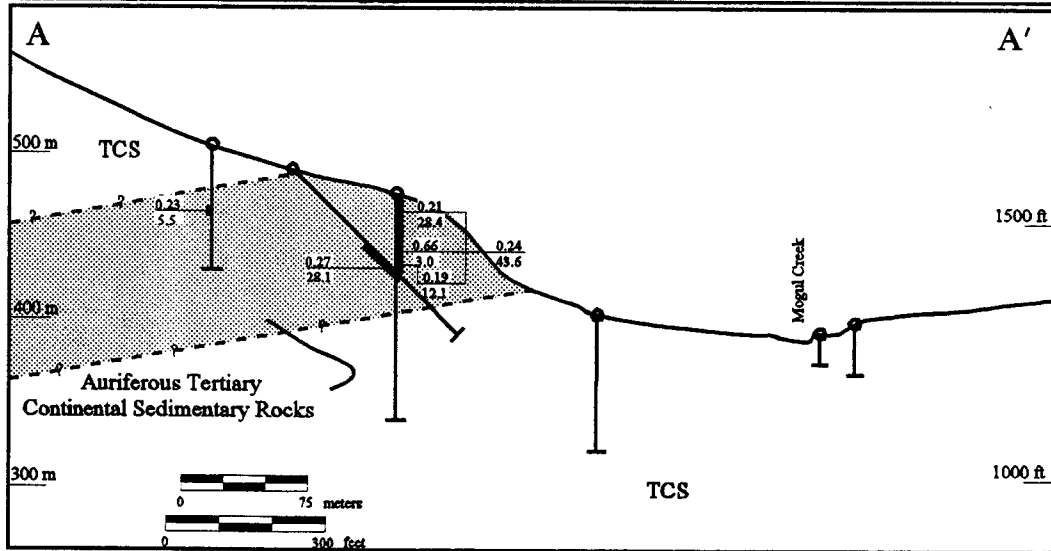 A
A'
500 m
TCS
?
?
0.23
5.5
0.21
28.4
1500 ft
0.66
3.0
0.24
43.6
0.27
28.1
0.19
12.1
Mogul Creek
400 m
?
?
?
Auriferous Tertiary
Continental Sedimentary Rocks
300 m
1000 ft
TCS
0
75 meters
0
300 feet